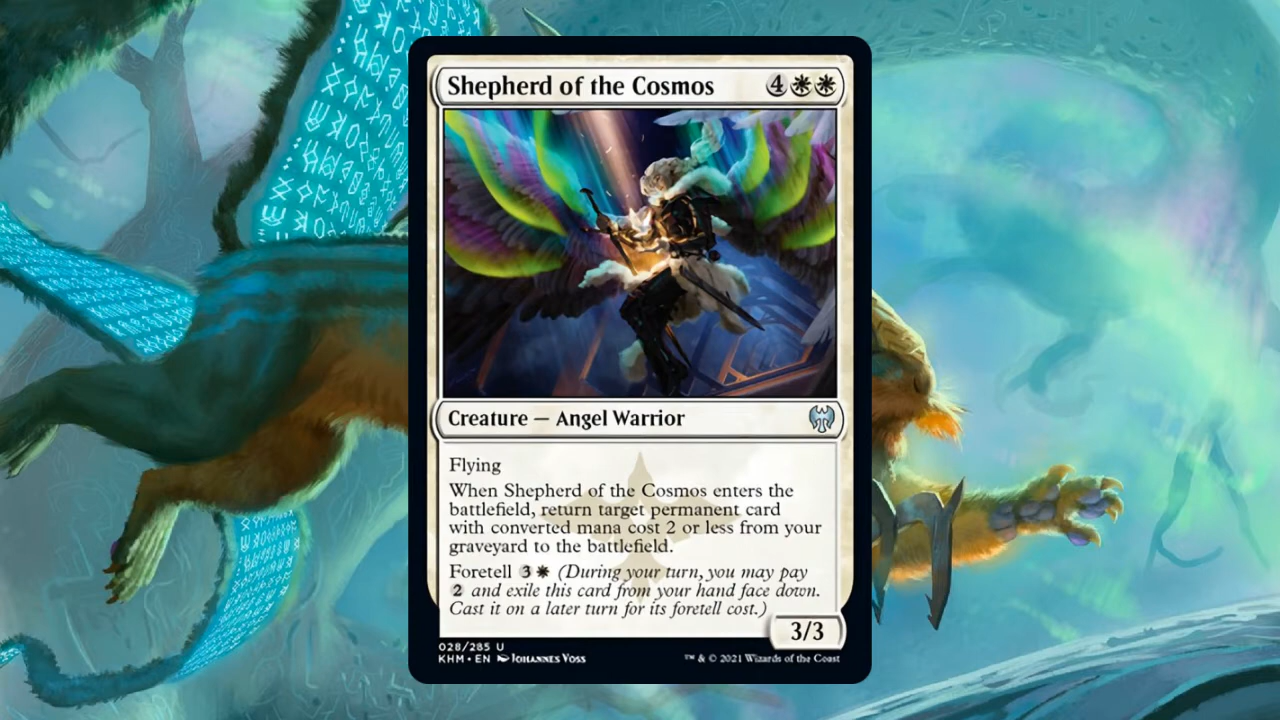 Shepherd of the Cosmos 4
Creature — Angel Warrior
Flying
When Shepherd of the Cosmos enters the
battlefield, return target permanent card
with converted mana cost 2 or less from your
graveyard to the battlefield.
Foretell 3 (During your turn, you may pay
2 and exile this card from your hand face down.
Cast it on a later turn for its foretell cost.)
3/3
028/285 U
KHM • EN Johannes Voss
™ & © 2021 Wizards of the Coast